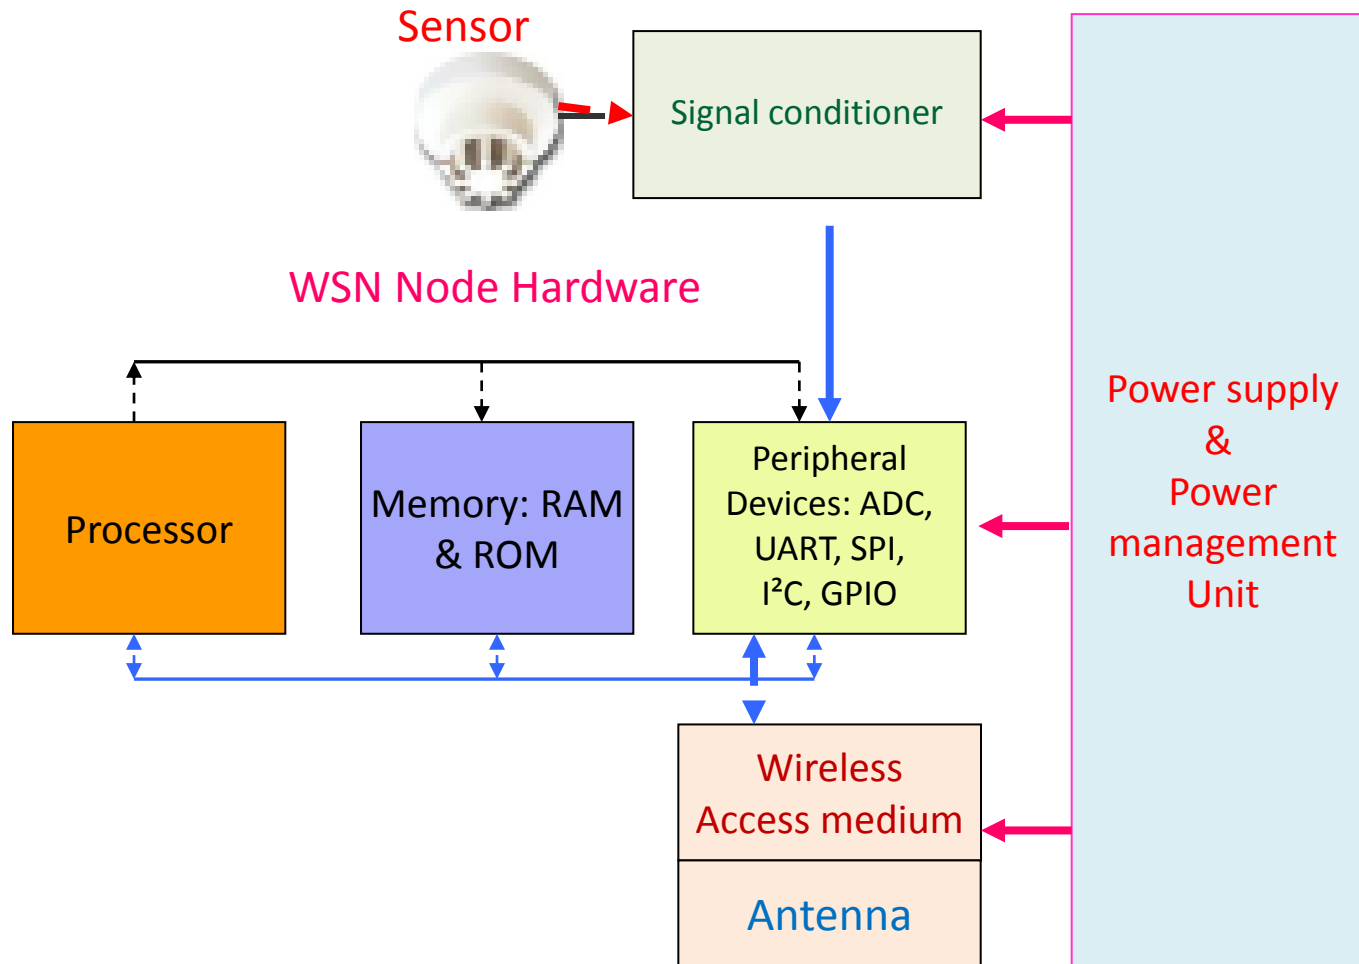 Sensor
Signal conditioner
WSN Node Hardware
Processor
Memory: RAM
& ROM
Peripheral
Devices: ADC,
UART, SPI,
I²C, GPIO
Power supply
&
Power
management
Unit
Wireless
Access medium
Antenna